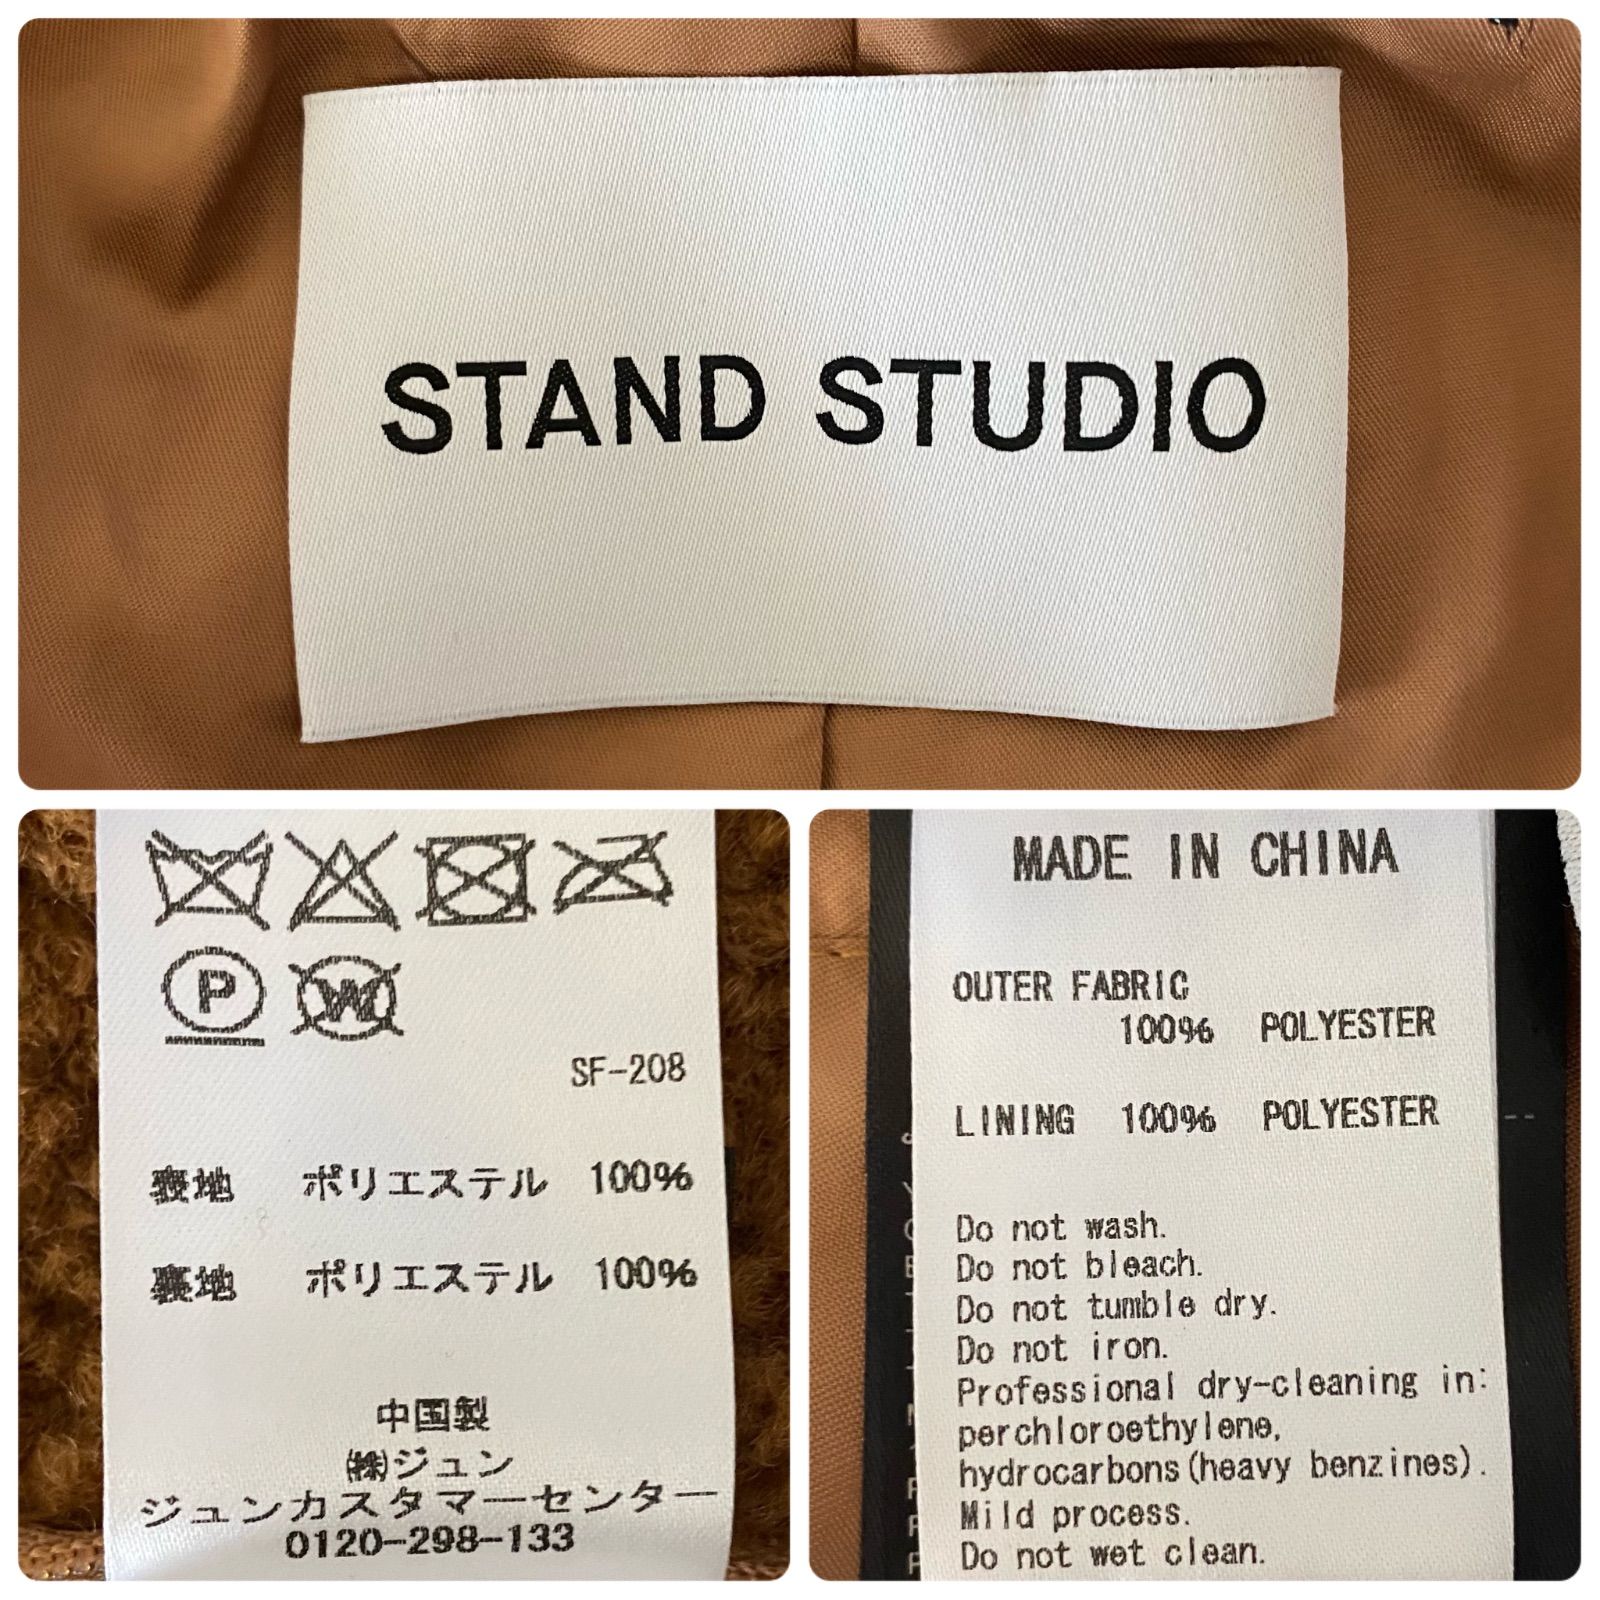 STAND STUDIO
P W
SF-208
表地 ポリエステル 100%
裏地 ポリエステル 100%
中国製
㈱ジュン
ジュンカスタマーセンター
0120-298-133
MADE IN CHINA
OUTER FABRIC
100% POLYESTER
LINING 100% POLYESTER
Do not wash.
Do not bleach.
Do not tumble dry.
Do not iron.
Professional dry-cleaning in:
perchloroethylene,
hydrocarbons(heavy benzines).
Mild process.
Do not wet clean.